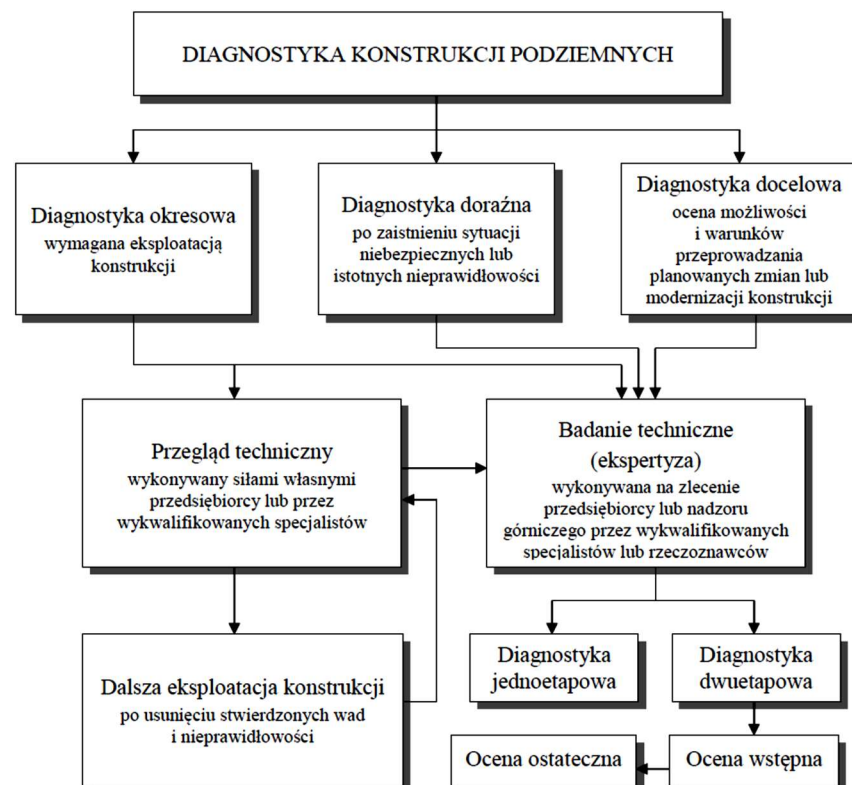 DIAGNOSTYKA KONSTRUKCJI PODZIEMNYCH
Diagnostyka okresowa
wymagana eksploatacją
konstrukcji
Diagnostyka doraźna
po zaistnieniu sytuacji
niebezpiecznych lub
istotnych nieprawidłowości
Diagnostyka docelowa
ocena możliwości
i warunków
przeprowadzania
planowanych zmian lub
modernizacji konstrukcji
Przegląd techniczny
wykonywany siłami własnymi
przedsiębiorcy lub przez
wykwalifikowanych specjalistów
Badanie techniczne
(ekspertyza)
wykonywana na zlecenie
przedsiębiorcy lub nadzoru
górniczego przez wykwalifikowanych
specjalistów lub rzeczoznawców
Dalsza eksploatacja konstrukcji
po usunięciu stwierdzonych wad
i nieprawidłowości
Diagnostyka
jednoetapowa
Diagnostyka
dwuetapowa
Ocena ostateczna
Ocena wstępna